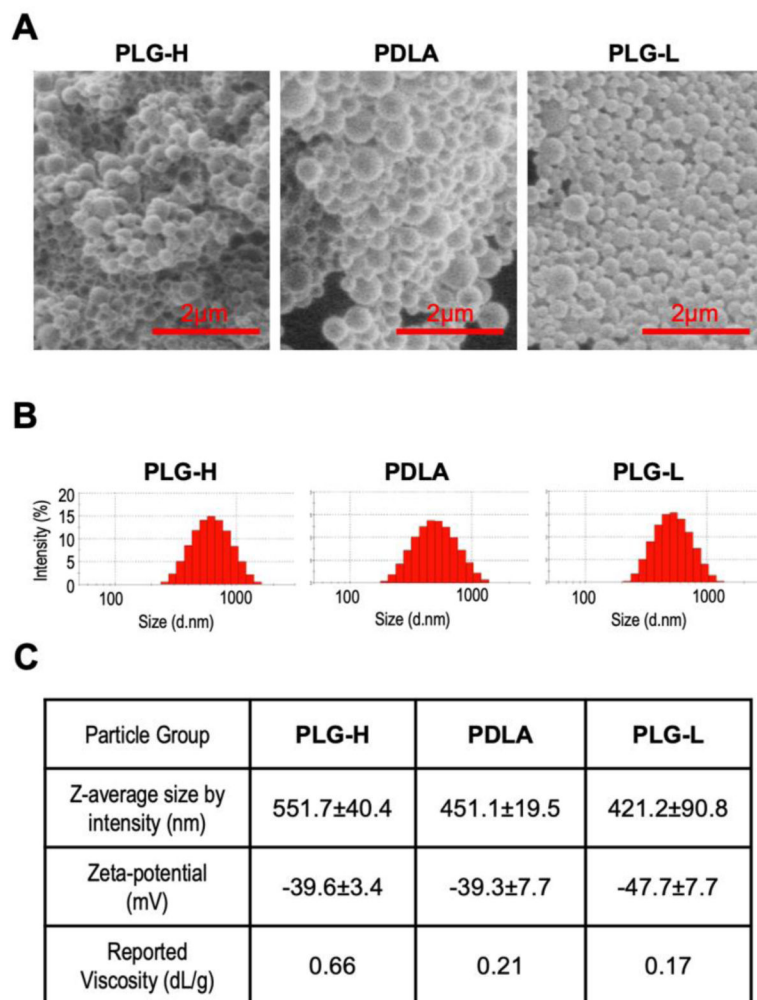 A
PLG-H
PDLA
PLG-L
2µm
2µm
2µm
B
PLG-H
PDLA
PLG-L
Intensity (%)
20
15
10
5
0
100
1000
100
1000
100
1000
Size (d.nm)
Size (d.nm)
Size (d.nm)
C
Particle Group
PLG-H
PDLA
PLG-L
Z-average size by
intensity (nm)
551.7±40.4
451.1±19.5
421.2±90.8
Zeta-potential
(mV)
-39.6±3.4
-39.3±7.7
-47.7±7.7
Reported
Viscosity (dL/g)
0.66
0.21
0.17